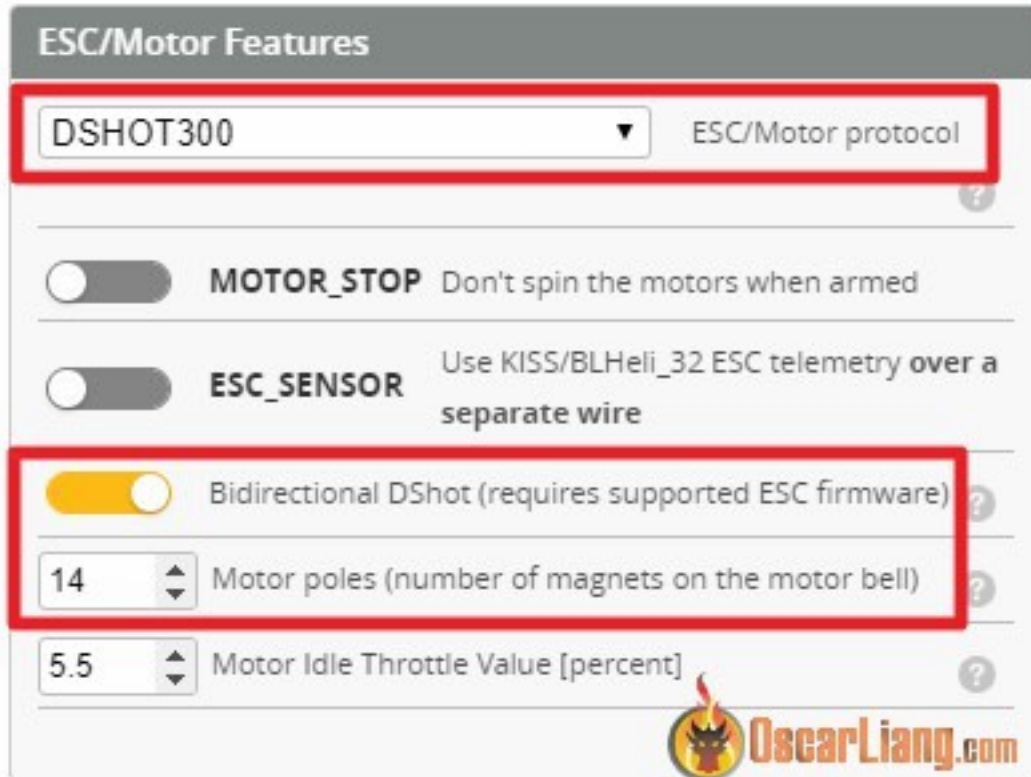 ESC/Motor Features
DSHOT300 ESC/Motor protocol
?
MOTOR_STOP Don't spin the motors when armed
ESC_SENSOR Use KISS/BLHeli_32 ESC telemetry over a
separate wire
Bidirectional DShot (requires supported ESC firmware) ?
14 Motor poles (number of magnets on the motor bell) ?
5.5 Motor Idle Throttle Value [percent] ?
OscarLiang.com